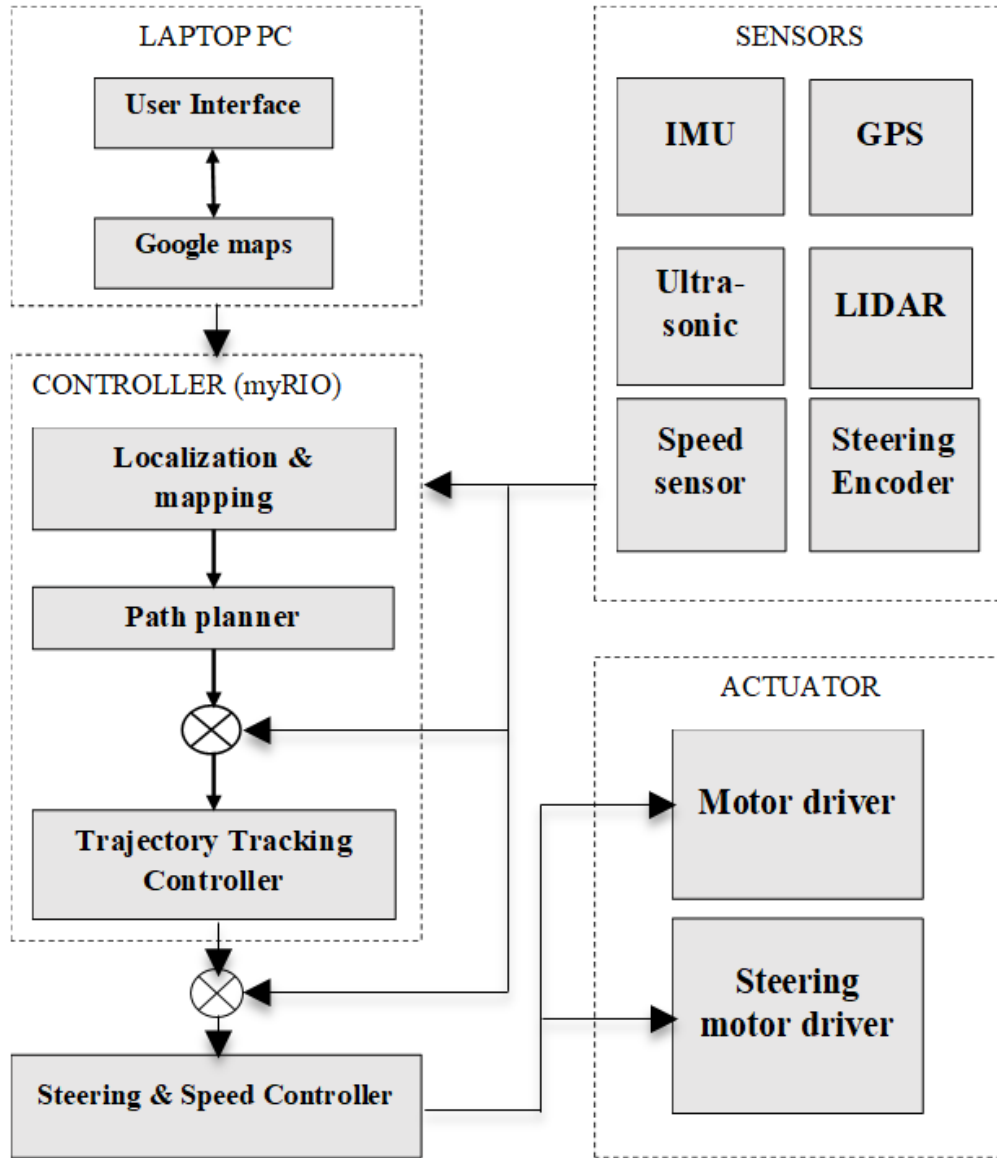 LAPTOP PC
User Interface
Google maps
CONTROLLER (myRIO)
Localization &
mapping
Path planner
Trajectory Tracking
Controller
Steering & Speed Controller
SENSORS
IMU
GPS
Ultra-
sonic
LIDAR
Speed
sensor
Steering
Encoder
ACTUATOR
Motor driver
Steering
motor driver